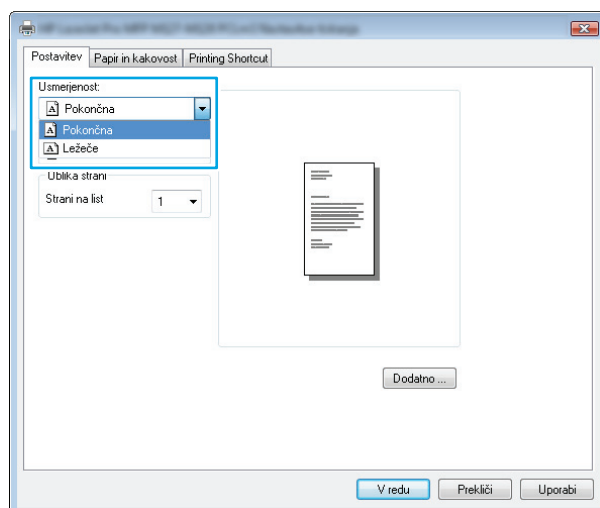 Postavitev Papir in kakovost Printing Shortcut
Usmerjenost:
A Pokončna
A Pokončna
A Ležeče
Oblika strani
Strani na list 1
Dodatno ...
V redu Prekliči Uporabi